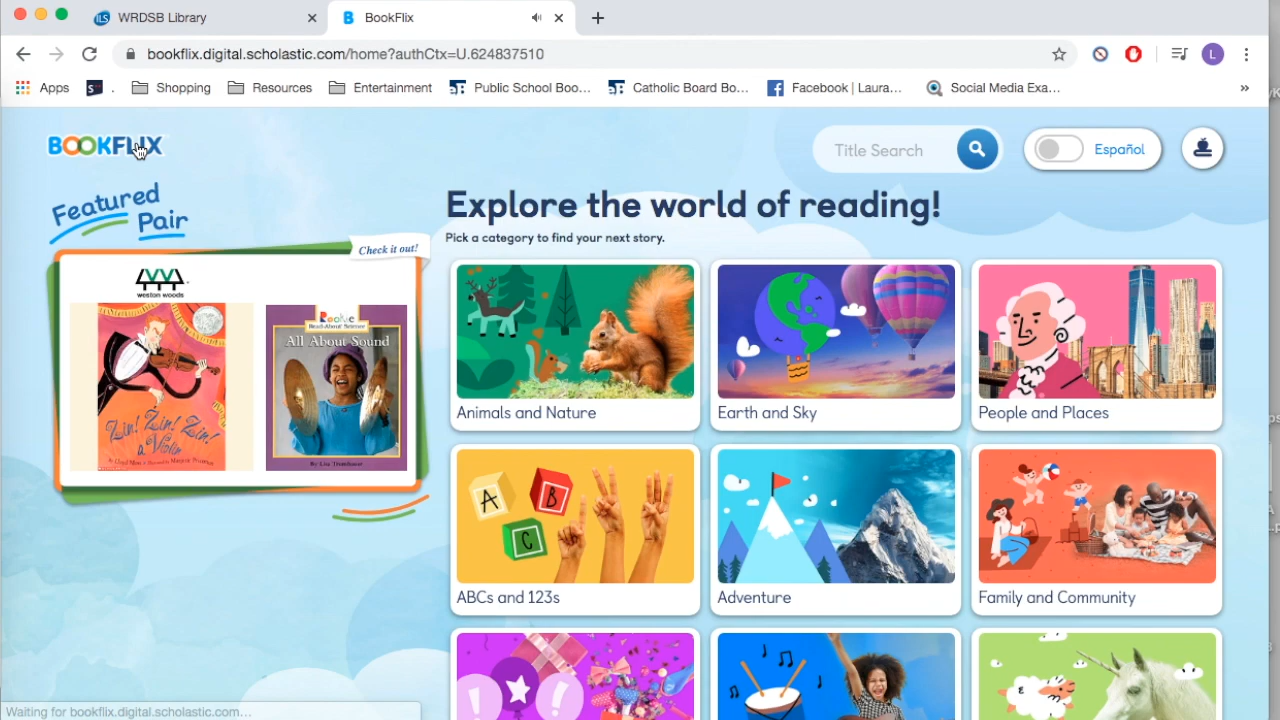 WRDSB Library
BookFlix
bookflix.digital.scholastic.com/home?authCtx=U.624837510
L
Apps
.
Shopping
Resources
Entertainment
Public School Boo...
Catholic Board Bo...
Facebook | Laura...
Social Media Exa...
»
BOOKFLIX
Title Search
Español
Featured
Pair
Check it out!
weston woods
Zin! Zin! Zin!
a Violin
Rookie
Read-About Science
All About Sound
Explore the world of reading!
Pick a category to find your next story.
Animals and Nature
Earth and Sky
People and Places
A
B
C
ABCs and 123s
Adventure
Family and Community
Waiting for bookflix.digital.scholastic.com...